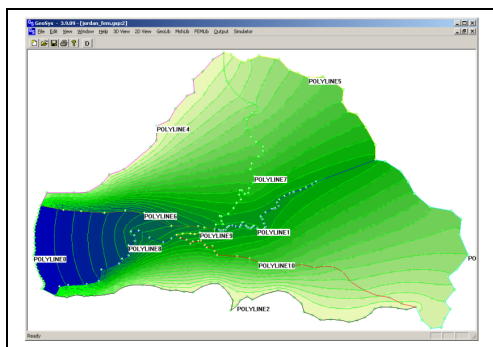 GeoSys - 3.9.09 - [jordan_fem.gsp:2]
File Edit View Window Help 3D View 2D View GeoLib MshLib FEMLib Output Simulator
D
POLYLINE5
POLYLINE4
POLYLINE7
POLYLINE6
POLYLINE1
POLYLINE9
POLYLINE8
POLYLINE0
PO
POLYLINE10
POLYLINE2
Ready